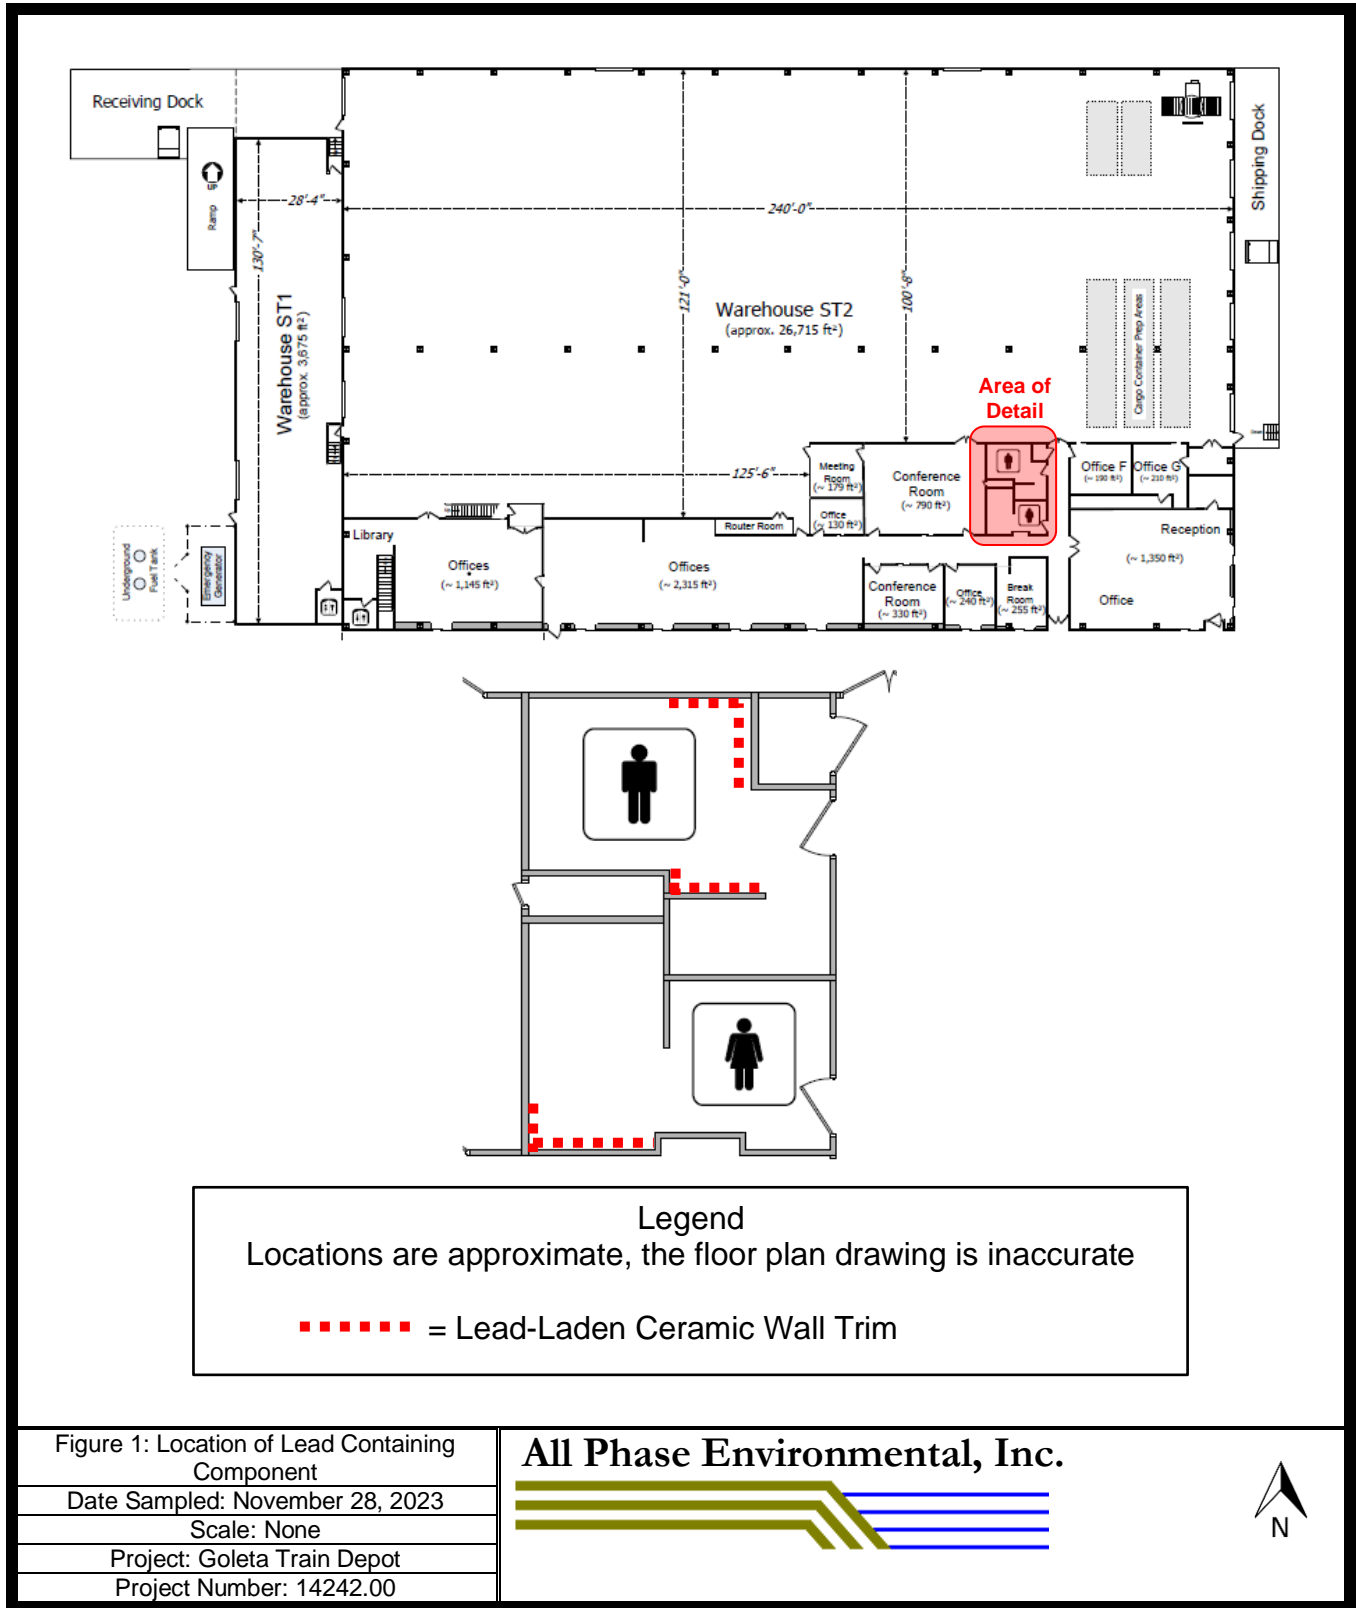 Receiving Dock
Ramp
Up
28'-4"
130'-7"
Warehouse ST1
(approx. 3,675 ft²)
240'-0"
121'-0"
100'-8"
Warehouse ST2
(approx. 26,715 ft²)
Shipping Dock
Cargo Container Prep Areas
Area of
Detail
125'-6"
Meeting
Room
(~ 179 ft²)
Office
(~ 130 ft²)
Conference
Room
(~ 790 ft²)
Office F
(~ 190 ft²)
Office G
(~ 210 ft²)
Router Room
Library
Offices
(~ 1,145 ft²)
Offices
(~ 2,315 ft²)
Reception
(~ 1,350 ft²)
Office
Conference
Room
(~ 330 ft²)
Office
(~ 240 ft²)
Break
Room
(~ 255 ft²)
Underground
Fuel Tank
Emergency
Generator
Legend
Locations are approximate, the floor plan drawing is inaccurate
= Lead-Laden Ceramic Wall Trim
Figure 1: Location of Lead Containing
Component
Date Sampled: November 28, 2023
Scale: None
Project: Goleta Train Depot
Project Number: 14242.00
All Phase Environmental, Inc.
N